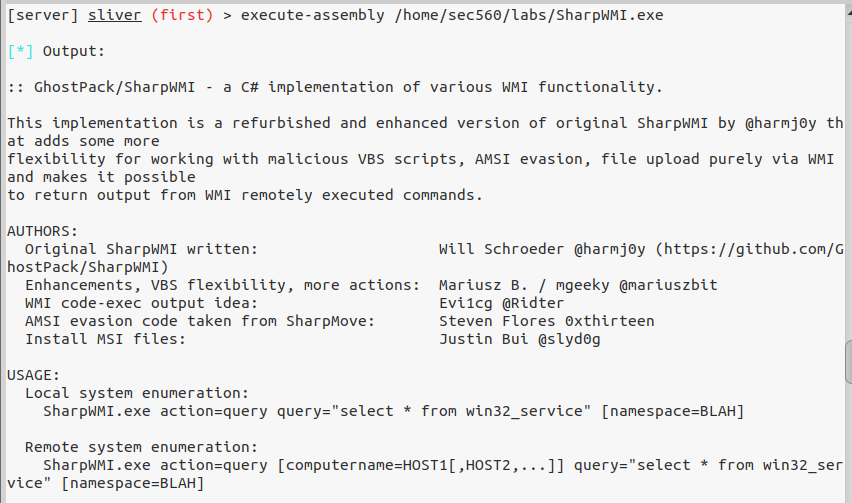 [server] sliver (first) > execute-assembly /home/sec560/labs/SharpWMI.exe
[*] Output:
:: GhostPack/SharpWMI - a C# implementation of various WMI functionality.
This implementation is a refurbished and enhanced version of original SharpWMI by @harmj0y th
at adds some more
flexibility for working with malicious VBS scripts, AMSI evasion, file upload purely via WMI
and makes it possible
to return output from WMI remotely executed commands.
AUTHORS:
Original SharpWMI written: Will Schroeder @harmj0y (https://github.com/G
hostPack/SharpWMI)
Enhancements, VBS flexibility, more actions: Mariusz B. / mgeeky @mariuszbit
WMI code-exec output idea: Evi1cg @Ridter
AMSI evasion code taken from SharpMove: Steven Flores 0xthirteen
Install MSI files: Justin Bui @slyd0g
USAGE:
Local system enumeration:
SharpWMI.exe action=query query="select * from win32_service" [namespace=BLAH]
Remote system enumeration:
SharpWMI.exe action=query [computername=HOST1[,HOST2,...]] query="select * from win32_ser
vice" [namespace=BLAH]